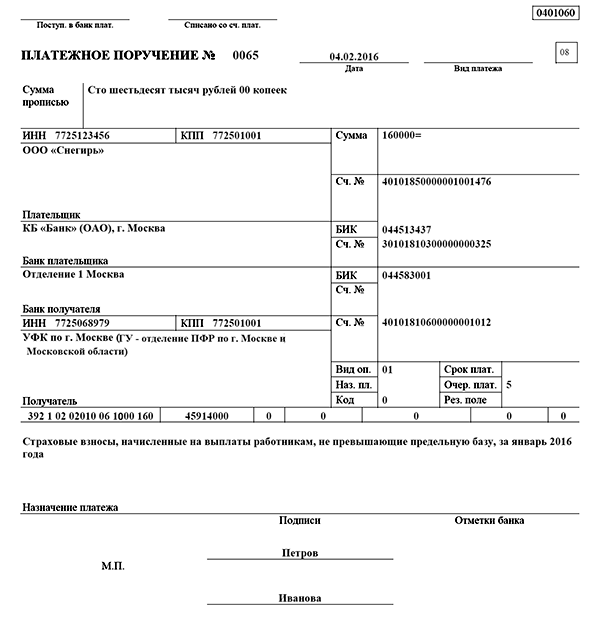 0401060
Поступ. в банк плат. Списано со сч. плат.
ПЛАТЕЖНОЕ ПОРУЧЕНИЕ № 0065 04.02.2016 08
Дата Вид платежа
Сумма прописью Сто шестьдесят тысяч рублей 00 копеек
ИНН 7725123456 КПП 772501001 Сумма 160000=
ООО «Снегирь»
Сч. № 40101850000001001476
Плательщик
КБ «Банк» (ОАО), г. Москва БИК 044513437
Сч. № 30101810300000000325
Банк плательщика
Отделение 1 Москва БИК 044583001
Сч. №
Банк получателя
ИНН 7725068979 КПП 772501001 Сч. № 40101810600000001012
УФК по г. Москве (ГУ - отделение ПФР по г. Москве и
Московской области)
Вид оп. 01 Срок плат.
Наз. пл. Очер. плат. 5
Получатель Код 0 Рез. поле
392 1 02 02010 06 1000 160 45914000 0 0 0 0 0
Страховые взносы, начисленные на выплаты работникам, не превышающие предельную базу, за январь 2016
года
Назначение платежа
Подписи Отметки банка
Петров
М.П.
Иванова